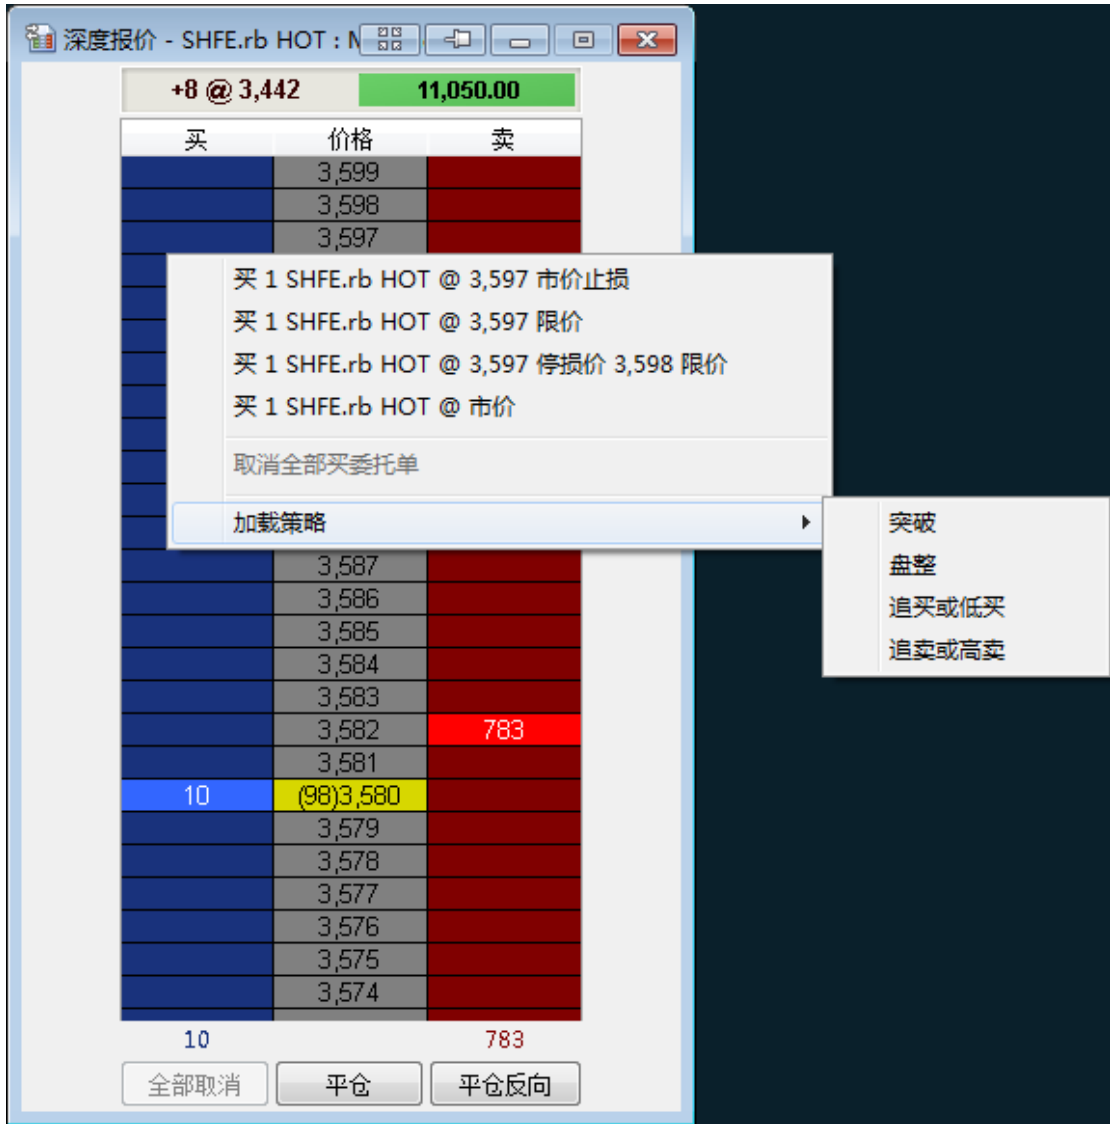 深度报价 - SHFE.rb HOT : N
+8 @ 3,442 11,050.00
买 价格 卖
3,599
3,598
3,597
买 1 SHFE.rb HOT @ 3,597 市价止损
买 1 SHFE.rb HOT @ 3,597 限价
买 1 SHFE.rb HOT @ 3,597 停损价 3,598 限价
买 1 SHFE.rb HOT @ 市价
取消全部买委托单
加载策略
突破
盘整
追买或低买
追卖或高卖
3,587
3,586
3,585
3,584
3,583
3,582 783
3,581
10 (98)3,580
3,579
3,578
3,577
3,576
3,575
3,574
10 783
全部取消 平仓 平仓反向